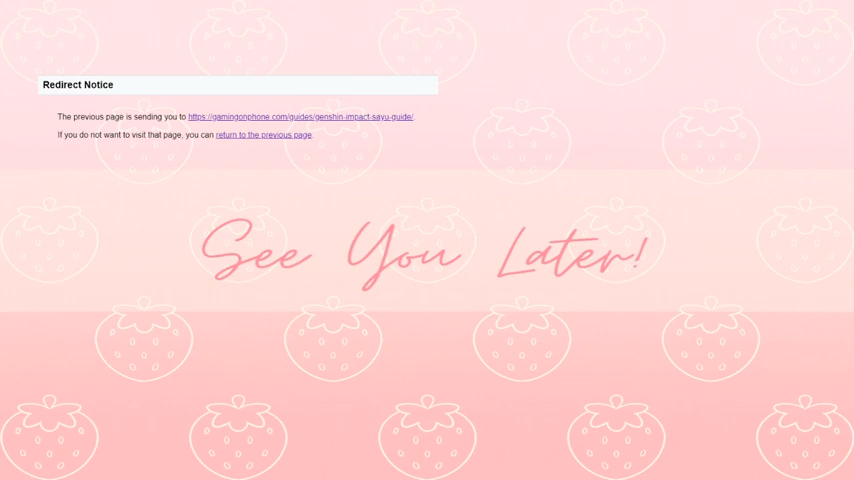 Redirect Notice
The previous page is sending you to https://gamingonphone.com/guides/genshin-impact-sayu-guide/.
If you do not want to visit that page, you can return to the previous page.
See You Later!